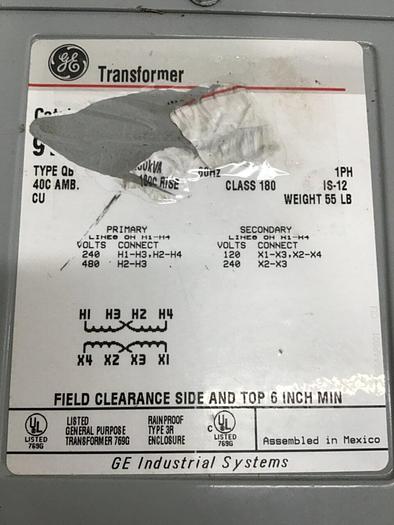 GE Transformer
9
TYPE QB 60HZ 1PH
40C AMB. RISE CLASS 180 IS-12
CU WEIGHT 55 LB
PRIMARY SECONDARY
LINES ON H1-H4 LINES ON X1-X4
VOLTS CONNECT VOLTS CONNECT
240 H1-H3,H2-H4 120 X1-X3,X2-X4
480 H2-H3 240 X2-X3
H1 H3 H2 H4
X4 X2 X3 X1
FIELD CLEARANCE SIDE AND TOP 6 INCH MIN
UL LISTED 769G LISTED GENERAL PURPOSE TRANSFORMER 769G RAINPROOF TYPE 3R ENCLOSURE C UL LISTED 769G Assembled in Mexico
GE Industrial Systems